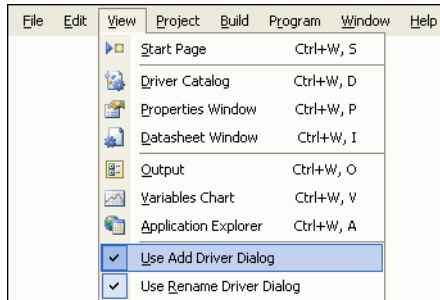 File Edit View Project Build Program Window Help
Start Page Ctrl+W, S
Driver Catalog Ctrl+W, D
Properties Window Ctrl+W, P
Datasheet Window Ctrl+W, I
Output Ctrl+W, O
Variables Chart Ctrl+W, V
Application Explorer Ctrl+W, A
Use Add Driver Dialog
Use Rename Driver Dialog